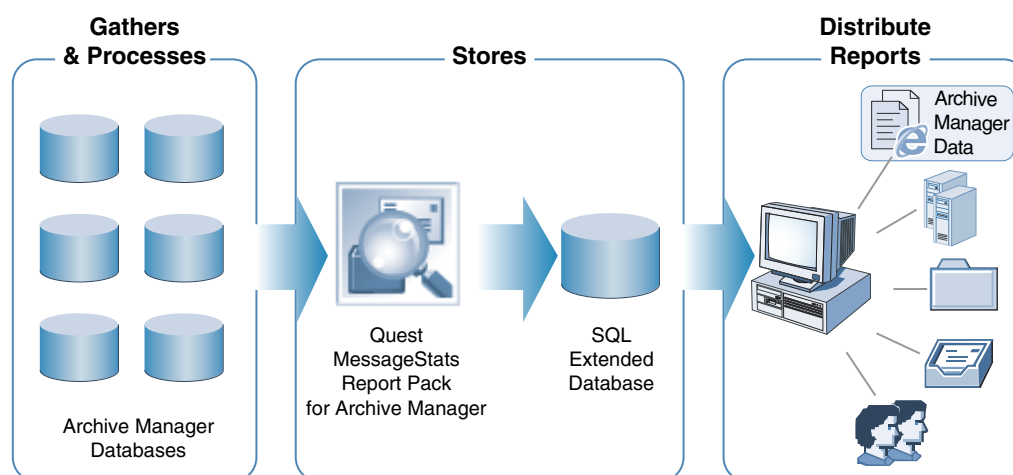 Gathers
& Processes
Stores
Distribute
Reports
Archive
Manager
Data
Quest
MessageStats
Report Pack
for Archive Manager
SQL
Extended
Database
Archive Manager
Databases